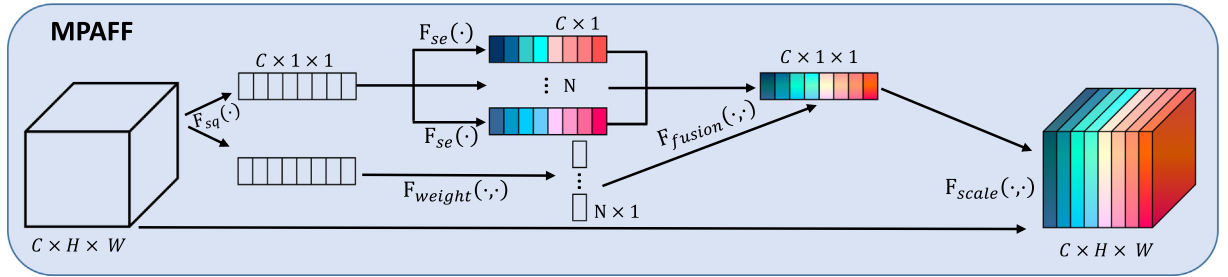 MPAFF
C × H × W
F_sq(·)
C × 1 × 1
F_se(·)
F_se(·)
C × 1
⋮ N
F_weight(·,·)
⋮
N × 1
F_fusion(·,·)
C × 1 × 1
F_scale(·,·)
C × H × W